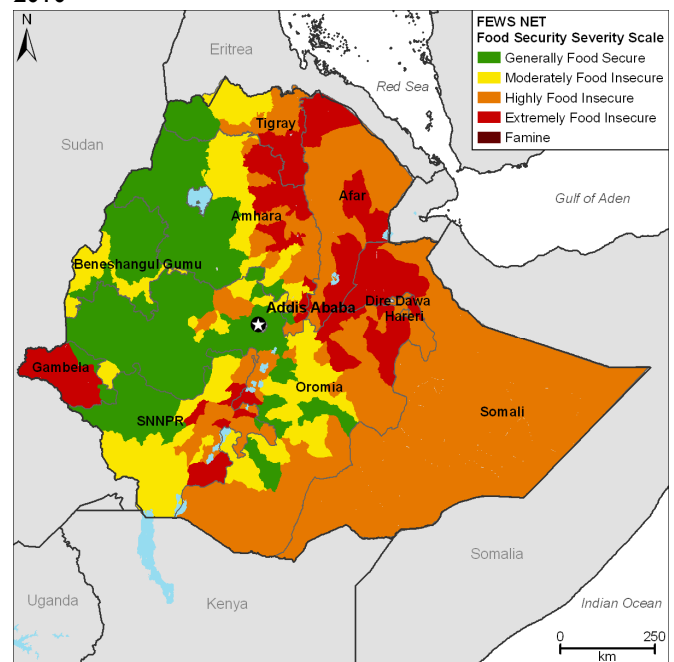 N
FEWS NET
Food Security Severity Scale
Generally Food Secure
Moderately Food Insecure
Highly Food Insecure
Extremely Food Insecure
Famine
Eritrea
Red Sea
Sudan
Tigray
Afar
Gulf of Aden
Amhara
Beneshangul Gumu
Addis Ababa
Dire Dawa
Hareri
Gambela
Oromia
SNNPR
Somali
Somalia
Uganda
Kenya
Indian Ocean
0 250
km